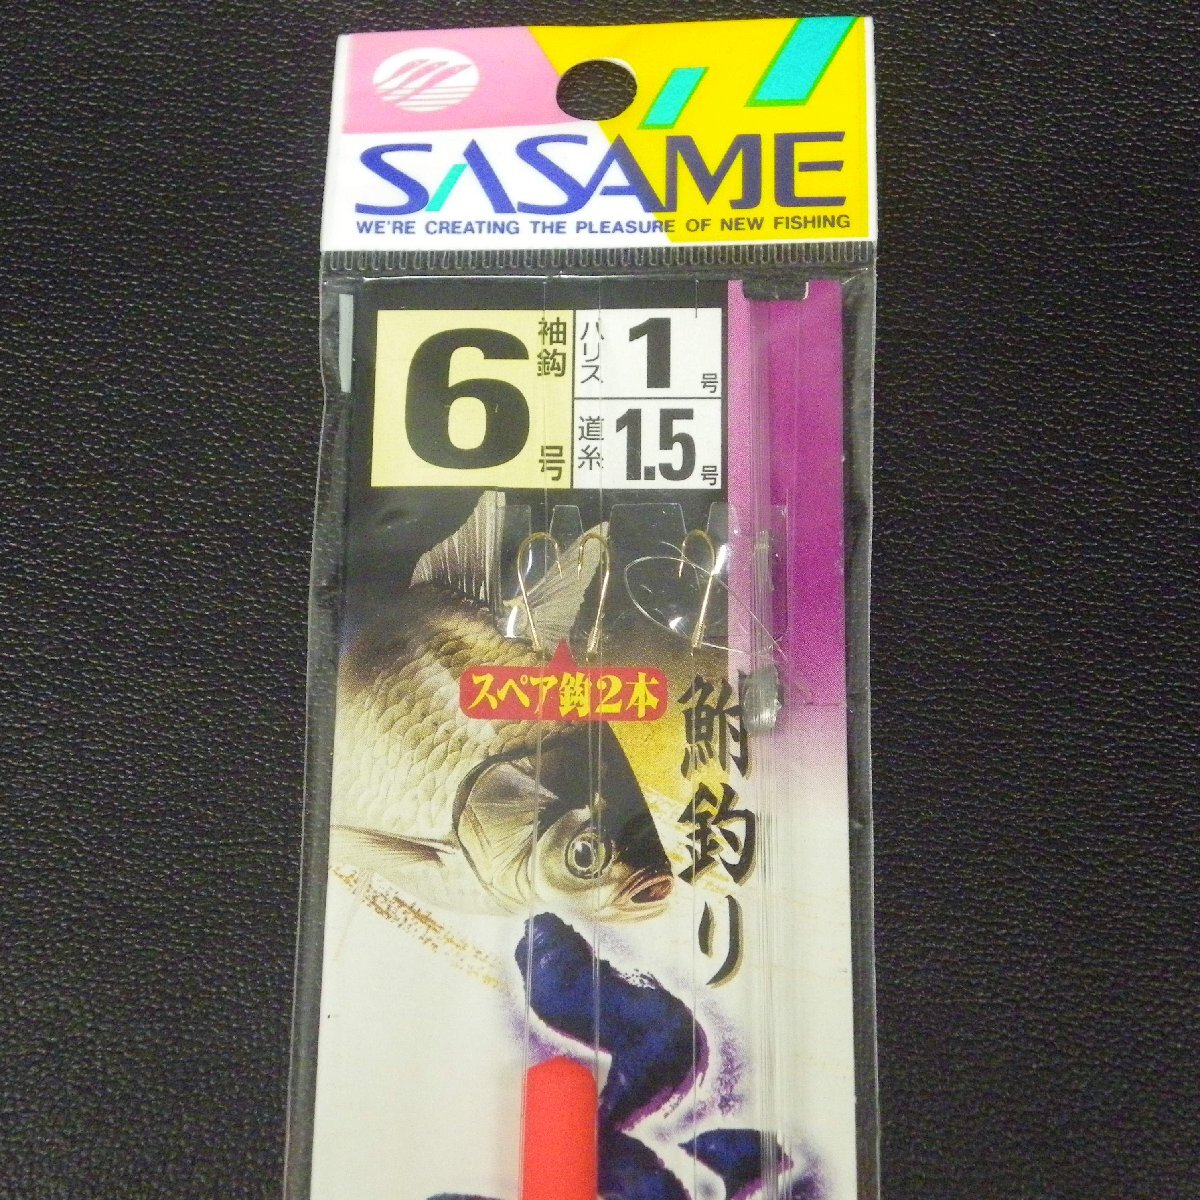 SASAME
WE'RE CREATING THE PLEASURE OF NEW FISHING
袖鈎
6号
ハリス
1号
道糸
1.5号
スペア鈎2本
鮒釣り